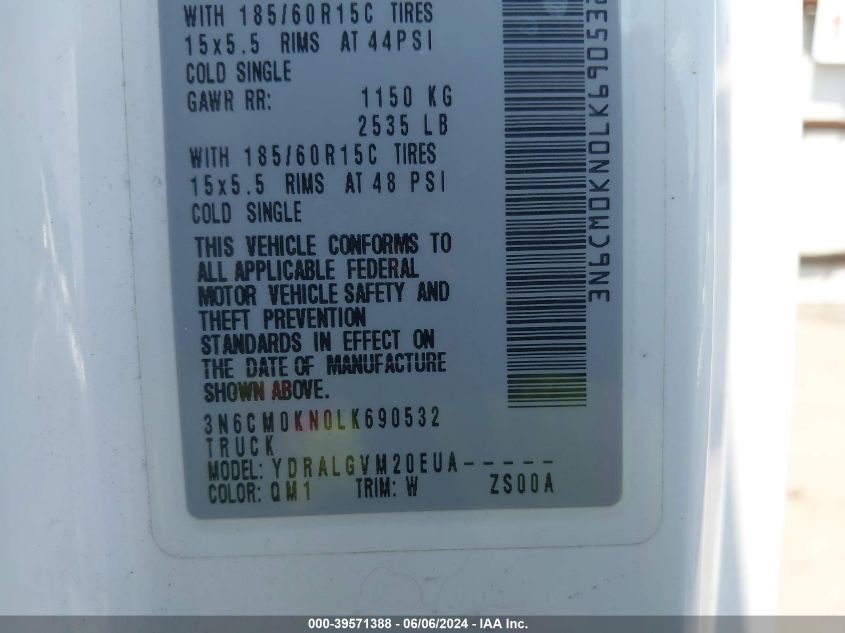 WITH 185/60R15C TIRES
15x5.5 RIMS AT 44PSI
COLD SINGLE
GAWR RR: 1150 KG
2535 LB
WITH 185/60R15C TIRES
15x5.5 RIMS AT 48 PSI
COLD SINGLE
THIS VEHICLE CONFORMS TO
ALL APPLICABLE FEDERAL
MOTOR VEHICLE SAFETY AND
THEFT PREVENTION
STANDARDS IN EFFECT ON
THE DATE OF MANUFACTURE
SHOWN ABOVE.
3N6CM0KN0LK690532
TRUCK
MODEL: YDRALGVM20EUA-----
COLOR: QM1 TRIM: W ZS00A
3N6CM0KN0LK690532
000-39571388 - 06/06/2024 - IAAI Inc.